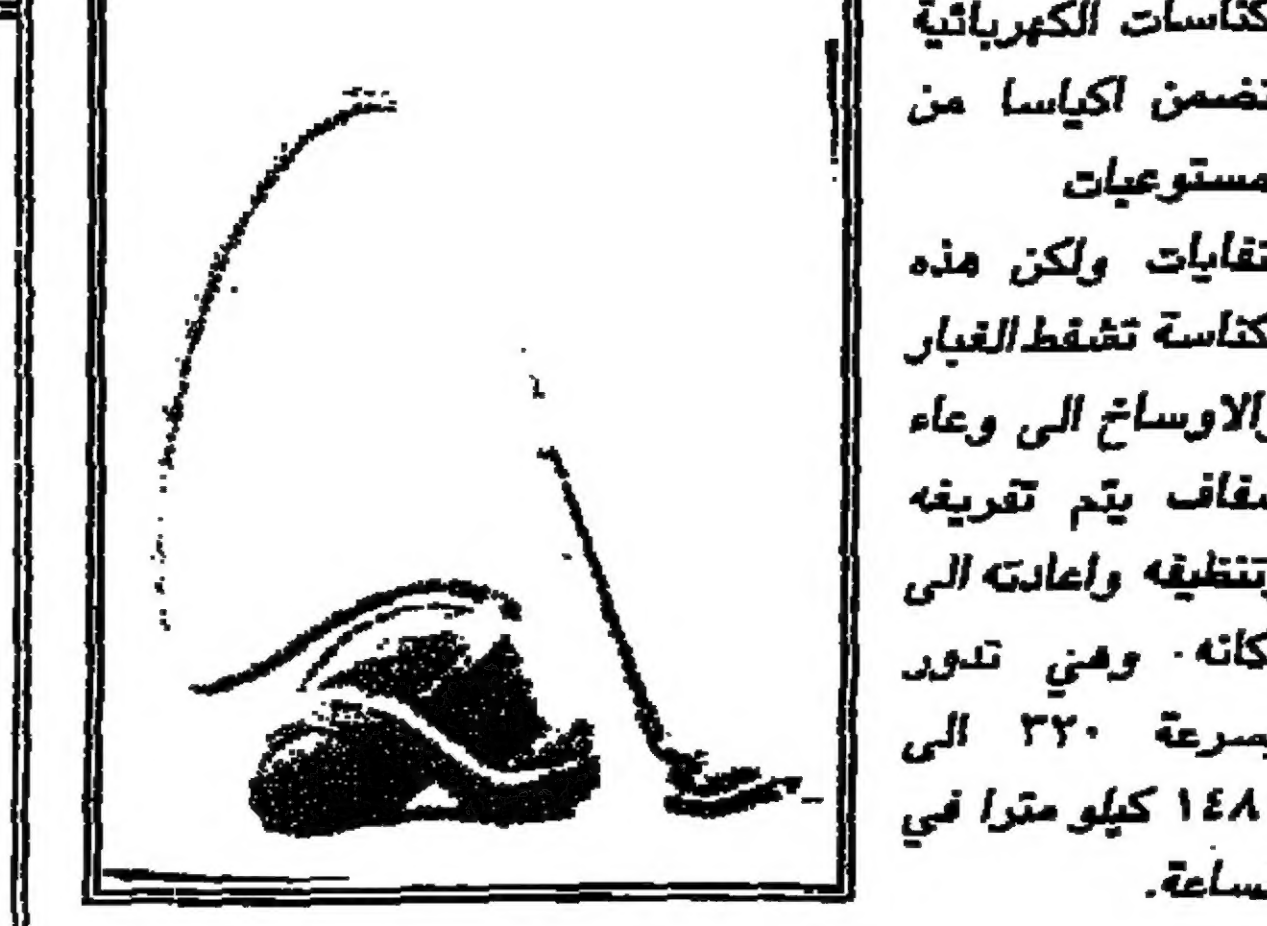 كناسات الكهربائية
تضمن اكياسا من
مستوعبات
نفايات ولكن هذه
كناسة تشفط الغبار
والاوساخ الى وعاء
شفاف يتم تفريغه
وتنظيفه واعادته الى
كانه . وهي تدور
بسرعة ٣٢٠ الى
١٤٨ كيلو مترا في
ساعة.